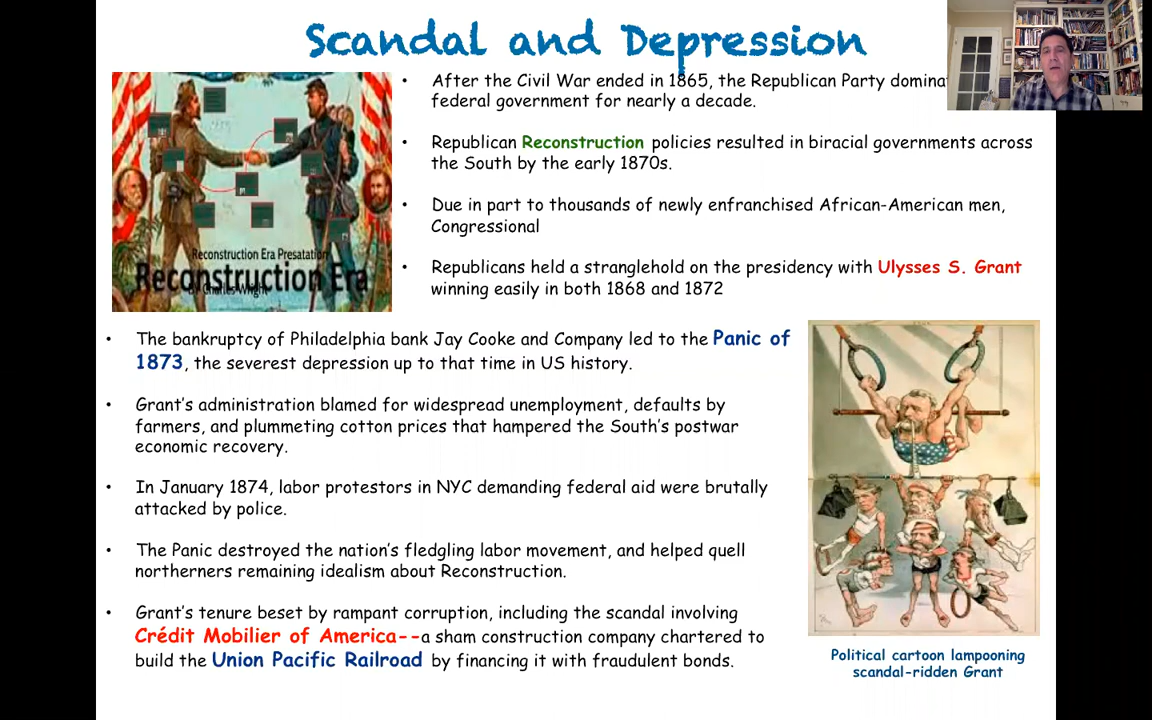 Scandal and Depression
• After the Civil War ended in 1865, the Republican Party
federal government for nearly a decade.
• Republican Reconstruction policies resulted in biracial governments across
the South by the early 1870s.
• Due in part to thousands of newly enfranchised African-American men,
Congressional
• Republicans held a stranglehold on the presidency with Ulysses S. Grant
winning easily in both 1868 and 1872
Reconstruction Era Presatation
Reconstruction Era
By Charles Wright
• The bankruptcy of Philadelphia bank Jay Cooke and Company led to the Panic of
1873, the severest depression up to that time in US history.
• Grant's administration blamed for widespread unemployment, defaults by
farmers, and plummeting cotton prices that hampered the South's postwar
economic recovery.
• In January 1874, labor protestors in NYC demanding federal aid were brutally
attacked by police.
• The Panic destroyed the nation's fledgling labor movement, and helped quell
northerners remaining idealism about Reconstruction.
• Grant's tenure beset by rampant corruption, including the scandal involving
Crédit Mobilier of America--a sham construction company chartered to
build the Union Pacific Railroad by financing it with fraudulent bonds.
Political cartoon lampooning
scandal-ridden Grant